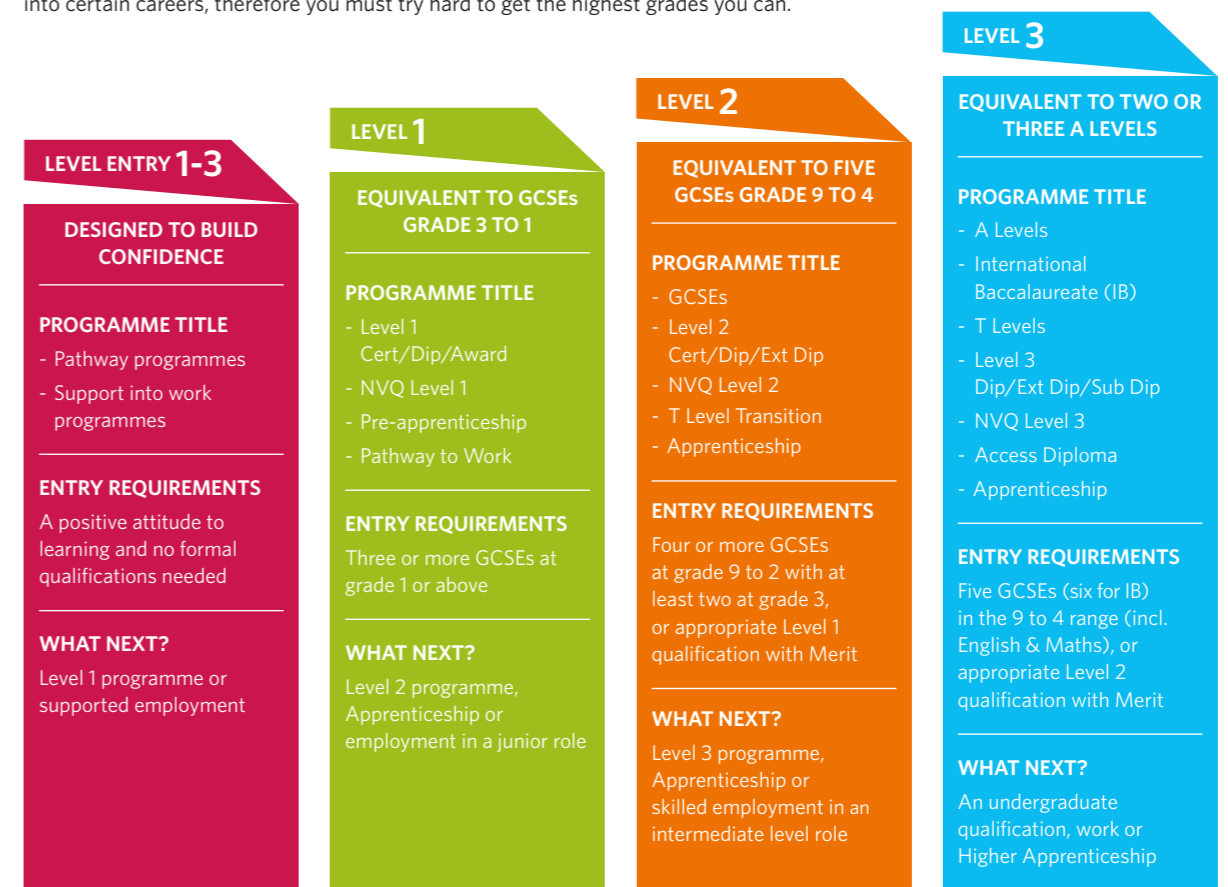 into certain careers, therefore you must try hard to get the highest grades you can.
LEVEL ENTRY 1-3
DESIGNED TO BUILD
CONFIDENCE
PROGRAMME TITLE
- Pathway programmes
- Support into work
programmes
ENTRY REQUIREMENTS
A positive attitude to
learning and no formal
qualifications needed
WHAT NEXT?
Level 1 programme or
supported employment
LEVEL 1
EQUIVALENT TO GCSEs
GRADE 3 TO 1
PROGRAMME TITLE
- Level 1
Cert/Dip/Award
- NVQ Level 1
- Pre-apprenticeship
- Pathway to Work
ENTRY REQUIREMENTS
Three or more GCSEs at
grade 1 or above
WHAT NEXT?
Level 2 programme,
Apprenticeship or
employment in a junior role
LEVEL 2
EQUIVALENT TO FIVE
GCSEs GRADE 9 TO 4
PROGRAMME TITLE
- GCSEs
- Level 2
Cert/Dip/Ext Dip
- NVQ Level 2
- T Level Transition
- Apprenticeship
ENTRY REQUIREMENTS
Four or more GCSEs
at grade 9 to 2 with at
least two at grade 3,
or appropriate Level 1
qualification with Merit
WHAT NEXT?
Level 3 programme,
Apprenticeship or
skilled employment in an
intermediate level role
LEVEL 3
EQUIVALENT TO TWO OR
THREE A LEVELS
PROGRAMME TITLE
- A Levels
- International
Baccalaureate (IB)
- T Levels
- Level 3
Dip/Ext Dip/Sub Dip
- NVQ Level 3
- Access Diploma
- Apprenticeship
ENTRY REQUIREMENTS
Five GCSEs (six for IB)
in the 9 to 4 range (incl.
English & Maths), or
appropriate Level 2
qualification with Merit
WHAT NEXT?
An undergraduate
qualification, work or
Higher Apprenticeship